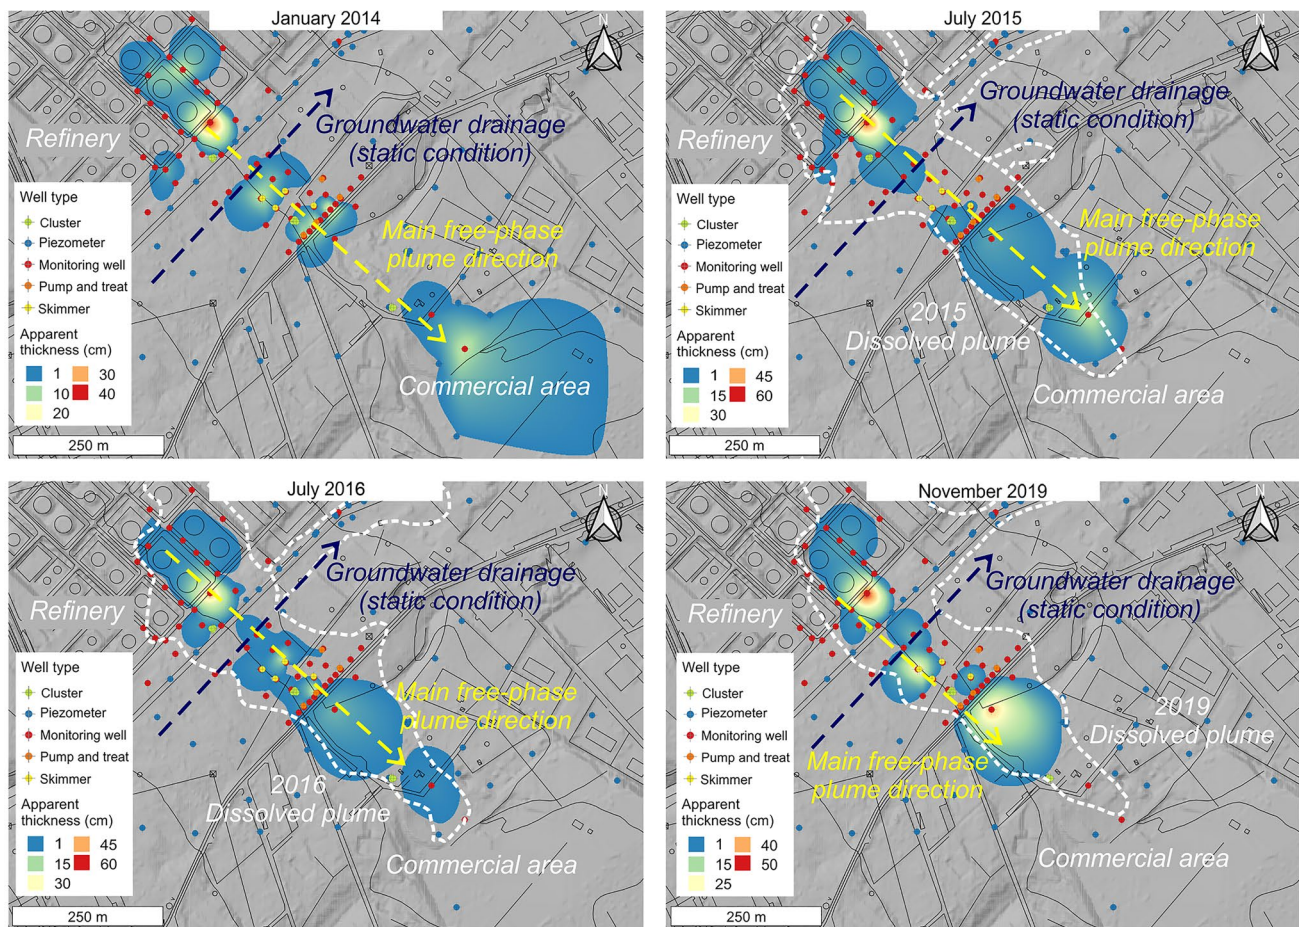 January 2014
N
Groundwater drainage
(static condition)
Refinery
Well type
Cluster
Piezometer
Monitoring well
Pump and treat
Skimmer
Apparent
thickness (cm)
1 30
10 40
20
Main free-phase
plume direction
Commercial area
250 m
July 2015
N
Groundwater drainage
(static condition)
Refinery
Well type
Cluster
Piezometer
Monitoring well
Pump and treat
Skimmer
Apparent
thickness (cm)
1 45
15 60
30
Main free-phase
plume direction
2015
Dissolved plume
Commercial area
250 m
July 2016
N
Groundwater drainage
(static condition)
Refinery
Well type
Cluster
Piezometer
Monitoring well
Pump and treat
Skimmer
Apparent
thickness (cm)
1 45
15 60
30
Main free-phase
plume direction
2016
Dissolved plume
Commercial area
250 m
November 2019
N
Groundwater drainage
(static condition)
Refinery
Well type
Cluster
Piezometer
Monitoring well
Pump and treat
Skimmer
Apparent
thickness (cm)
1 40
15 50
25
2019
Dissolved plume
Main free-phase
plume direction
Commercial area
250 m